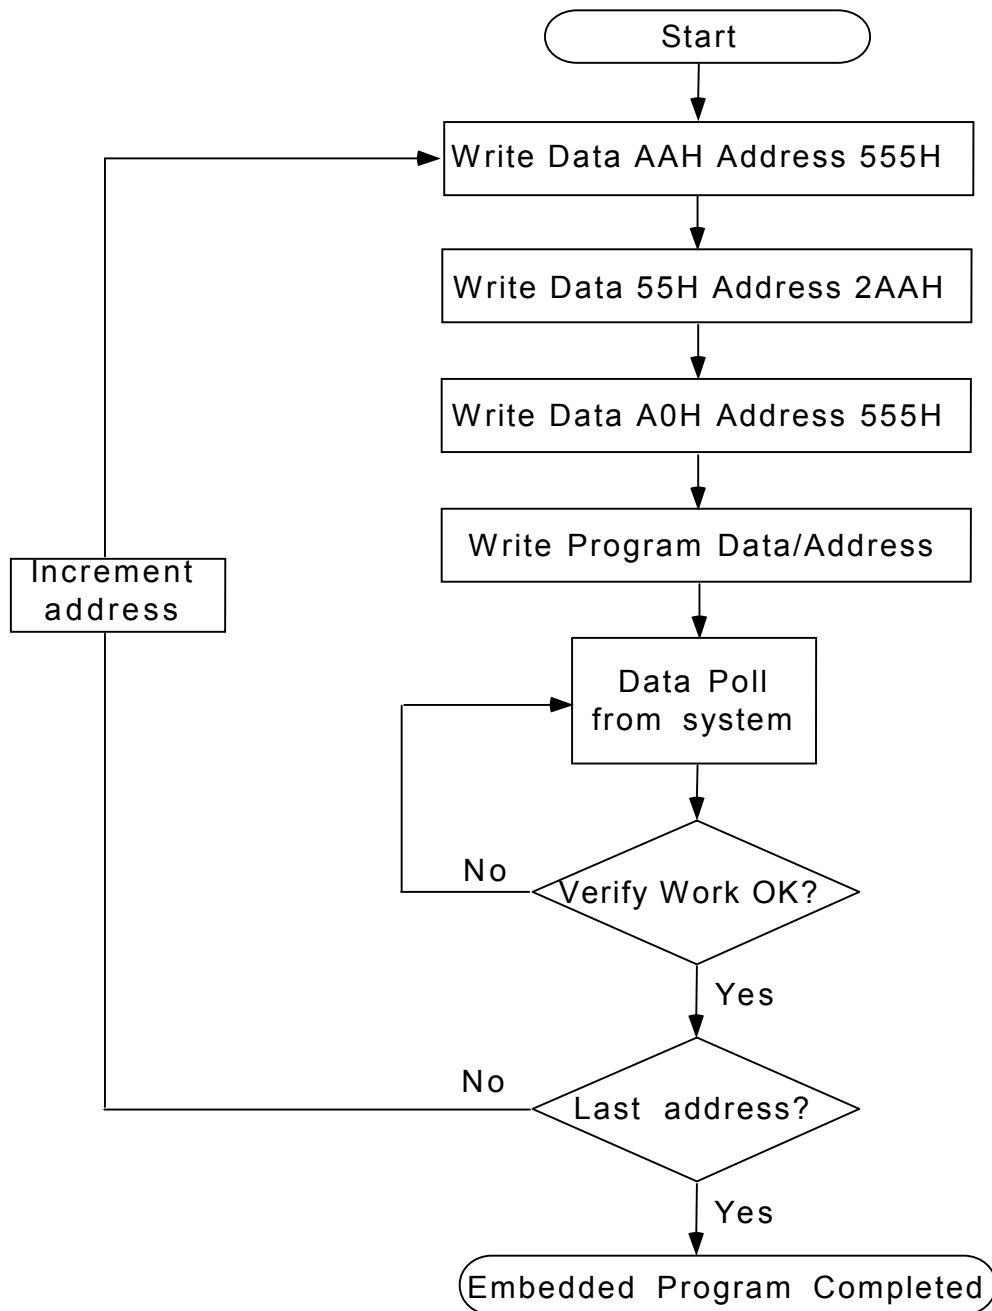 Start
Write Data AAH Address 555H
Write Data 55H Address 2AAH
Write Data A0H Address 555H
Write Program Data/Address
Increment
address
Data Poll
from system
No
Verify Work OK?
Yes
No
Last address?
Yes
Embedded Program Completed